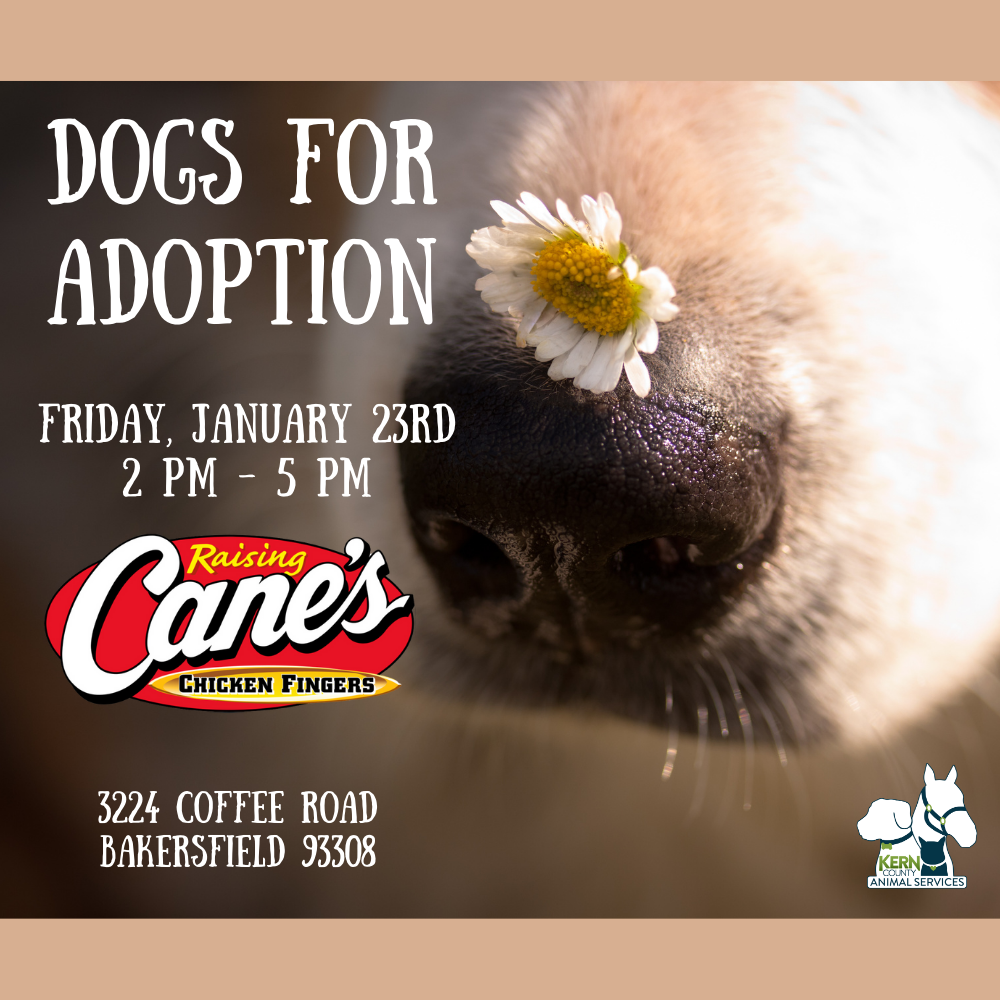 DOGS FOR
ADOPTION
FRIDAY, JANUARY 23RD
2 PM - 5 PM
Raising
Cane's
CHICKEN FINGERS
3224 COFFEE ROAD
BAKERSFIELD 93308
KERN
COUNTY
ANIMAL SERVICES